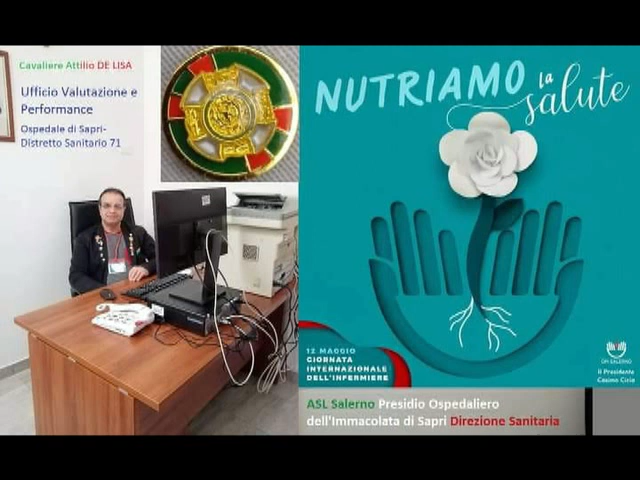 Cavaliere Attilio DE LISA
Ufficio Valutazione e
Performance
Ospedale di Sapri-
Distretto Sanitario 71
NUTRIAMO la
salute
12 MAGGIO
GIORNATA
INTERNAZIONALE
DELL'INFERMIERE
OPI SALERNO
Il Presidente
Cosimo Cicia
ASL Salerno Presidio Ospedaliero
dell'Immacolata di Sapri Direzione Sanitaria